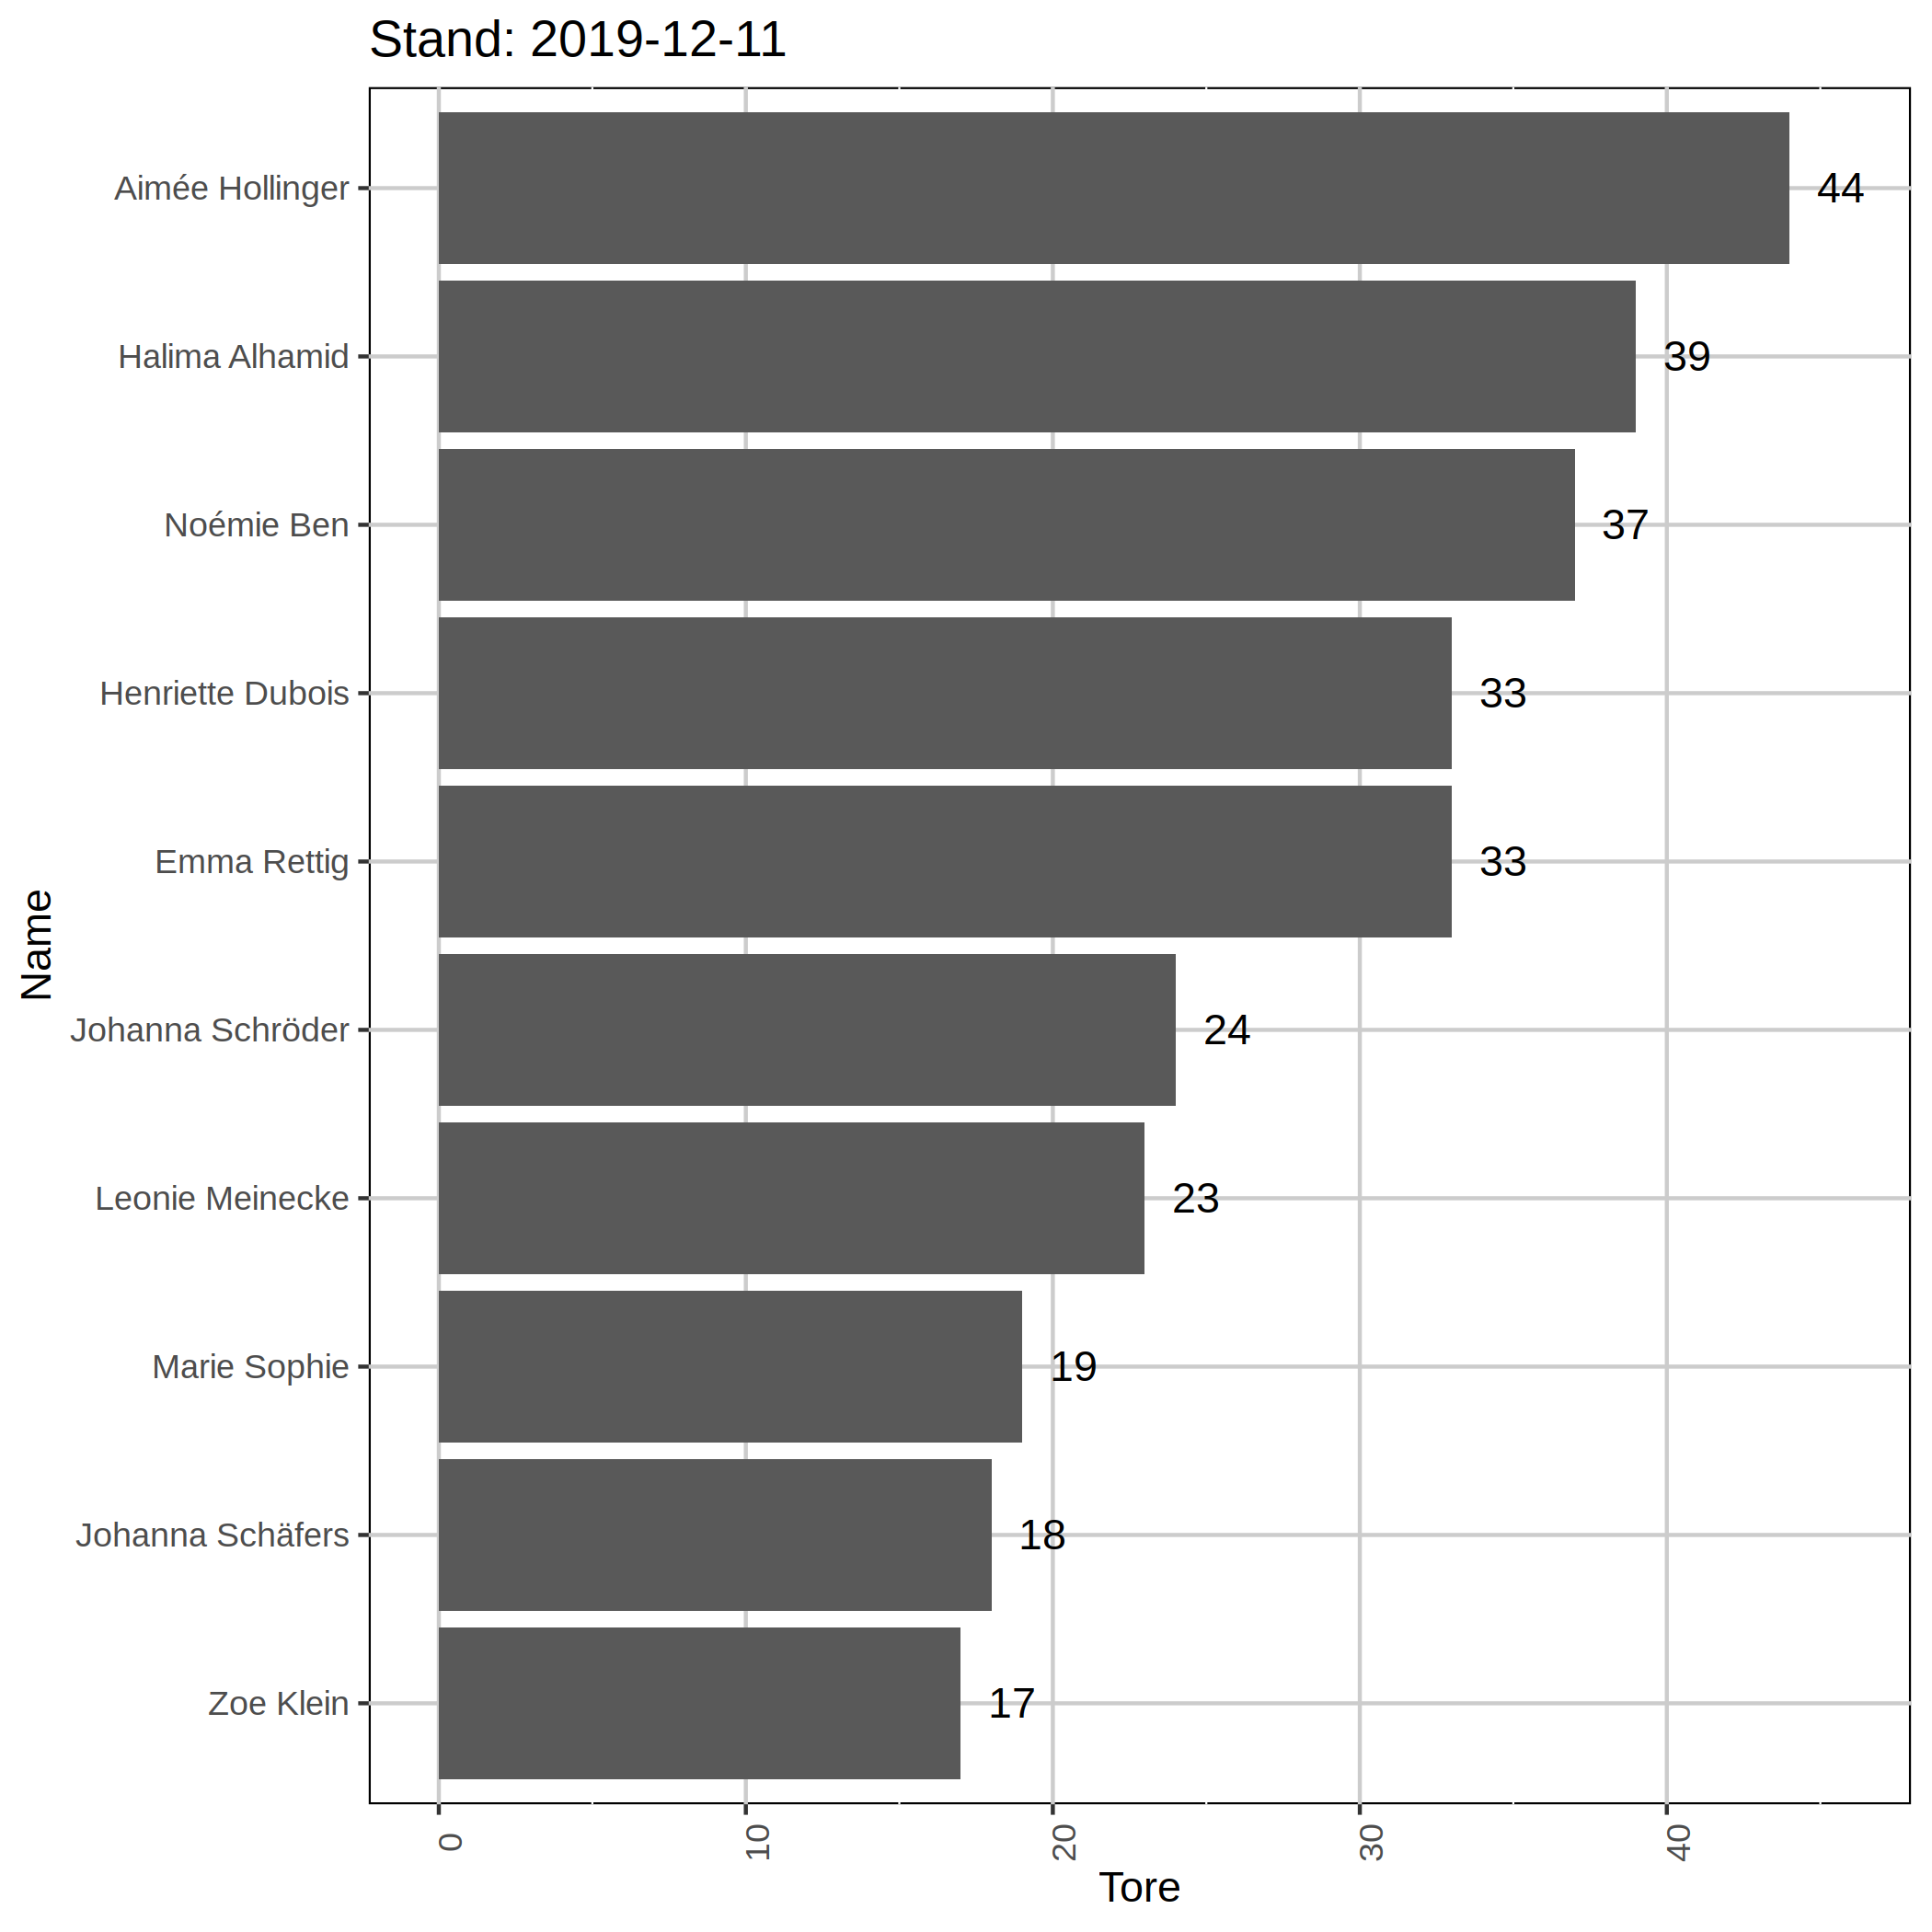 Stand: 2019-12-11
Aimée Hollinger 44
Halima Alhamid 39
Noémie Ben 37
Henriette Dubois 33
Emma Rettig 33
Johanna Schröder 24
Leonie Meinecke 23
Marie Sophie 19
Johanna Schäfers 18
Zoe Klein 17
Name
0 10 20 30 40
Tore